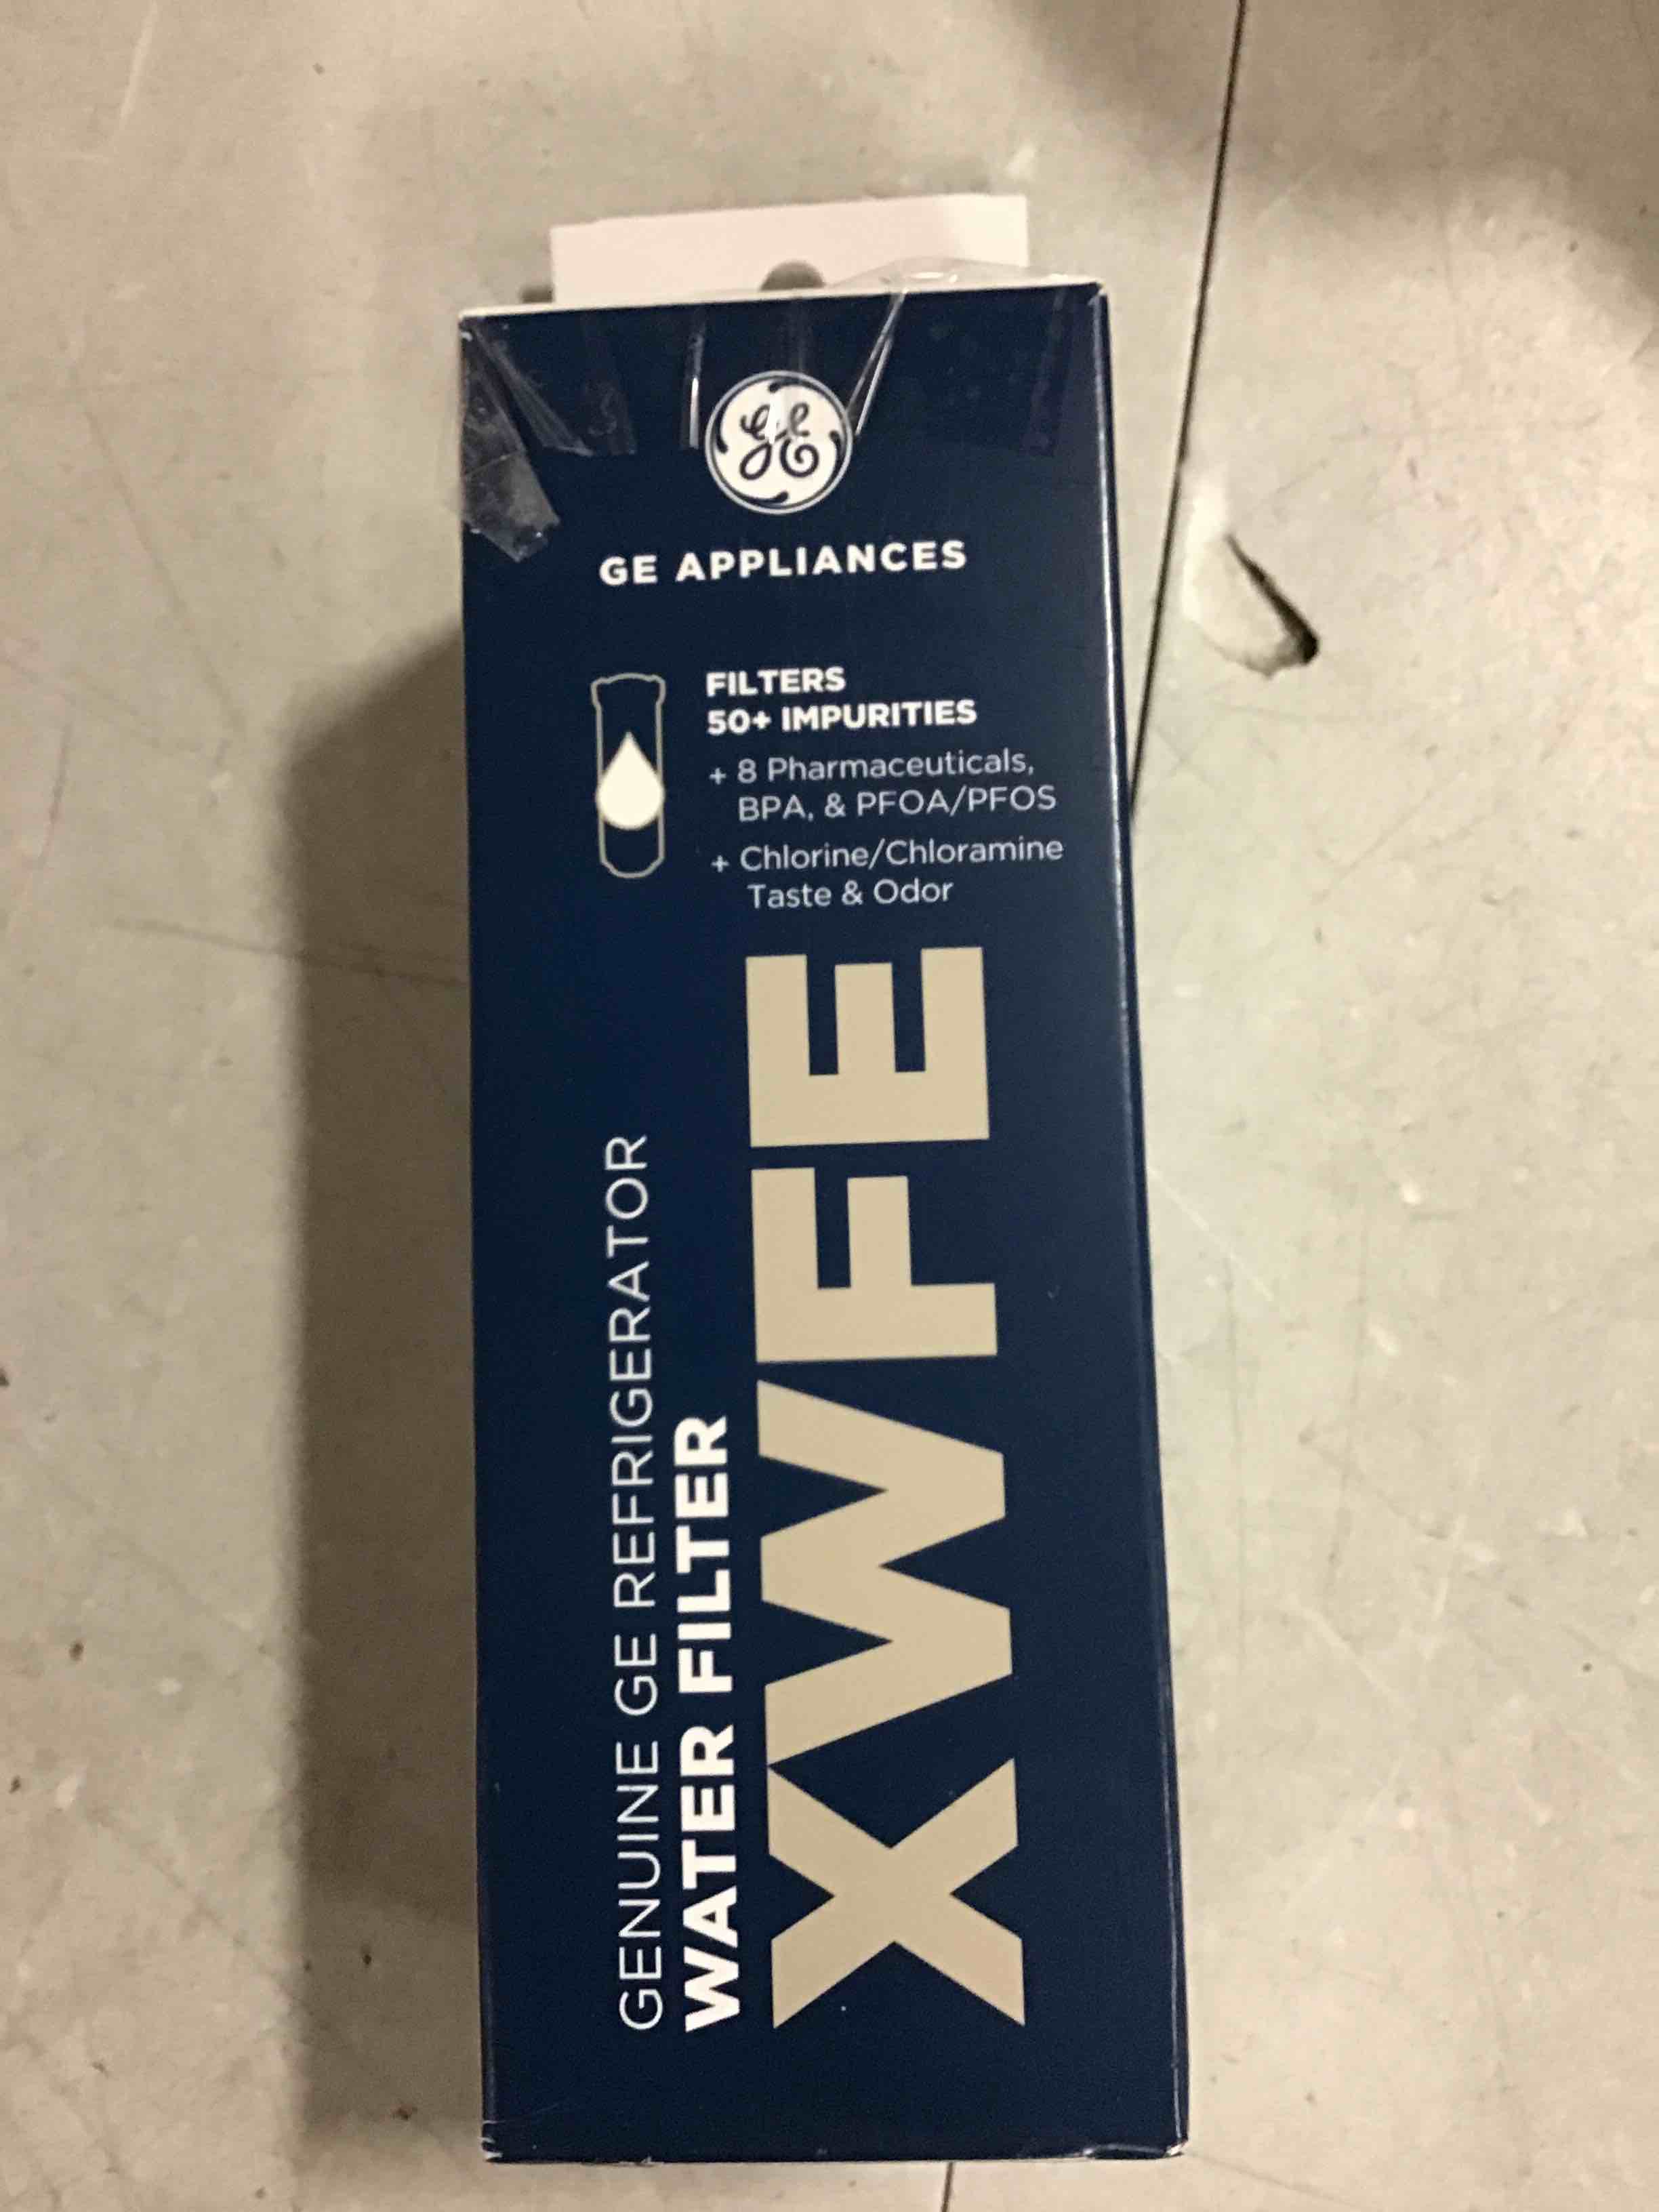 GE
GE APPLIANCES
FILTERS
50+ IMPURITIES
+ 8 Pharmaceuticals,
BPA, & PFOA/PFOS
+ Chlorine/Chloramine
Taste & Odor
GENUINE GE REFRIGERATOR
WATER FILTER
XWFE